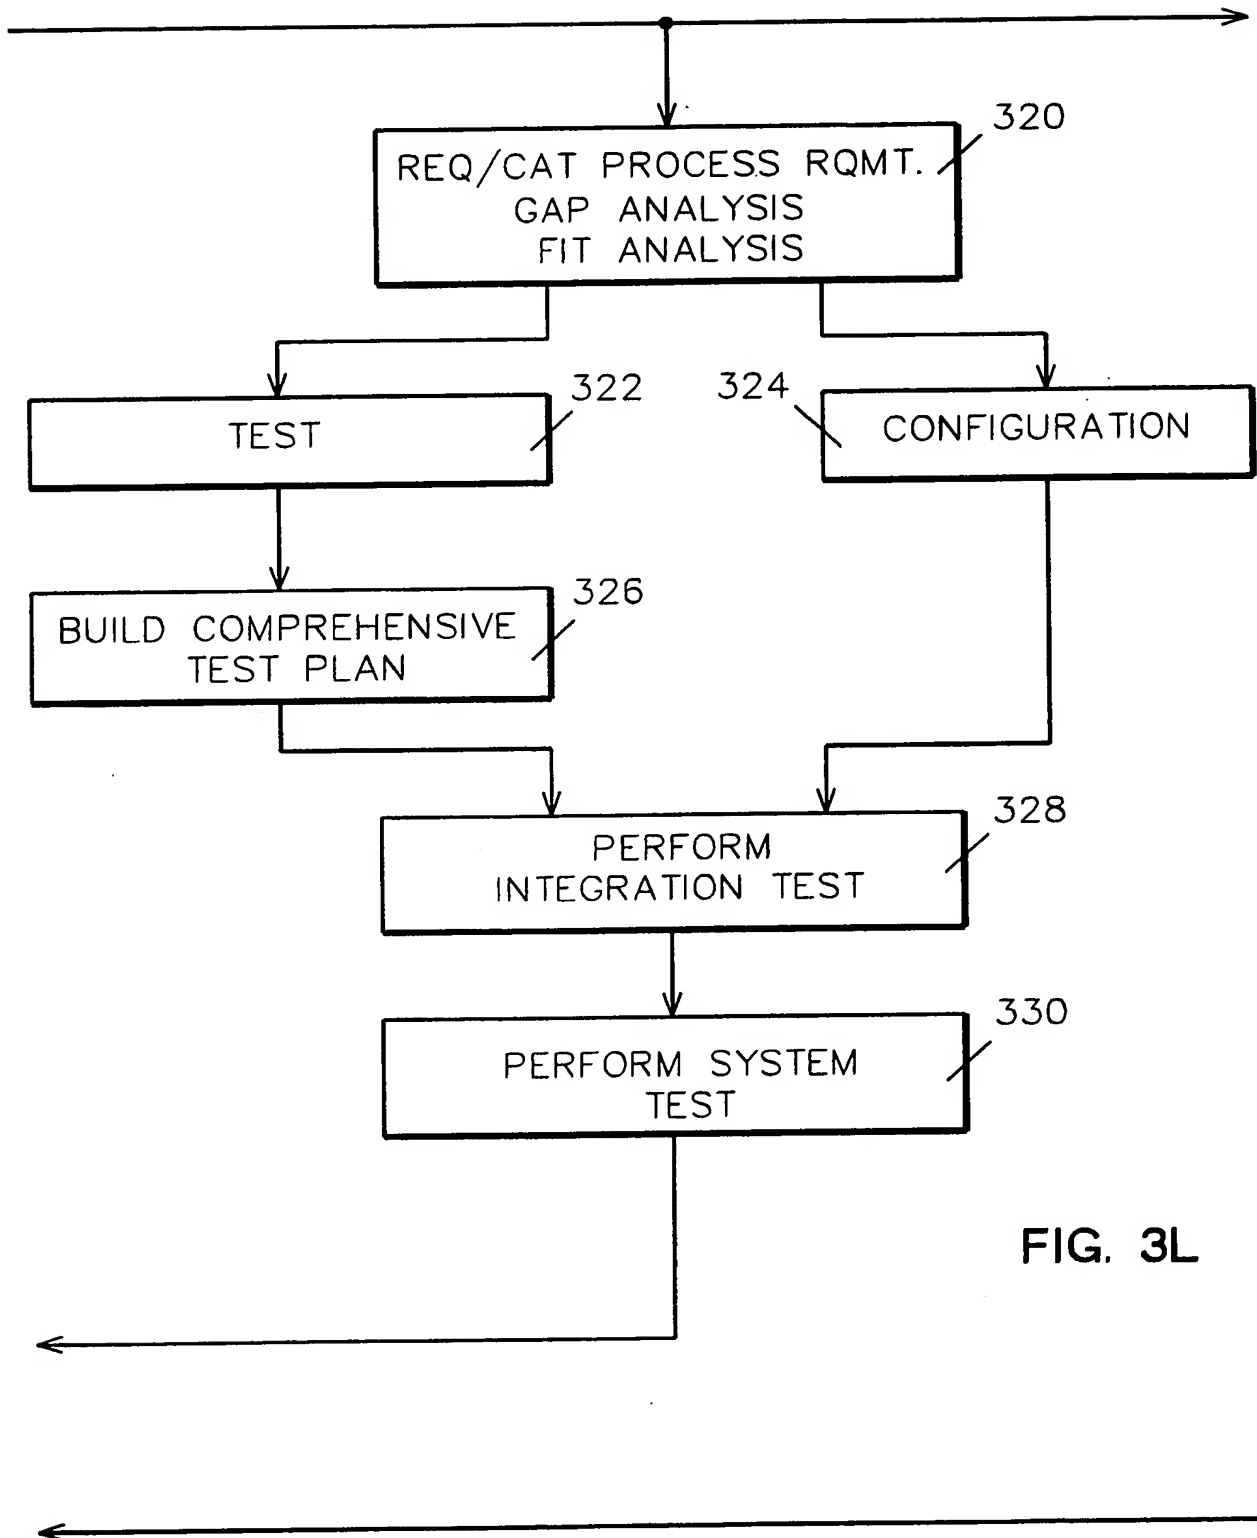 320
REQ/CAT PROCESS RQMT.
GAP ANALYSIS
FIT ANALYSIS
322
TEST
324
CONFIGURATION
326
BUILD COMPREHENSIVE
TEST PLAN
328
PERFORM
INTEGRATION TEST
330
PERFORM SYSTEM
TEST
FIG. 3L